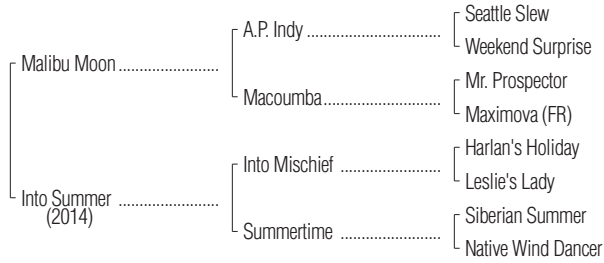 Seattle Slew
A.P. Indy ........................
Weekend Surprise
Malibu Moon ..................
Mr. Prospector
Macoumba .....................
Maximova (FR)
Harlan's Holiday
Into Mischief ..................
Leslie's Lady
Into Summer ..................
(2014)
Siberian Summer
Summertime ..................
Native Wind Dancer